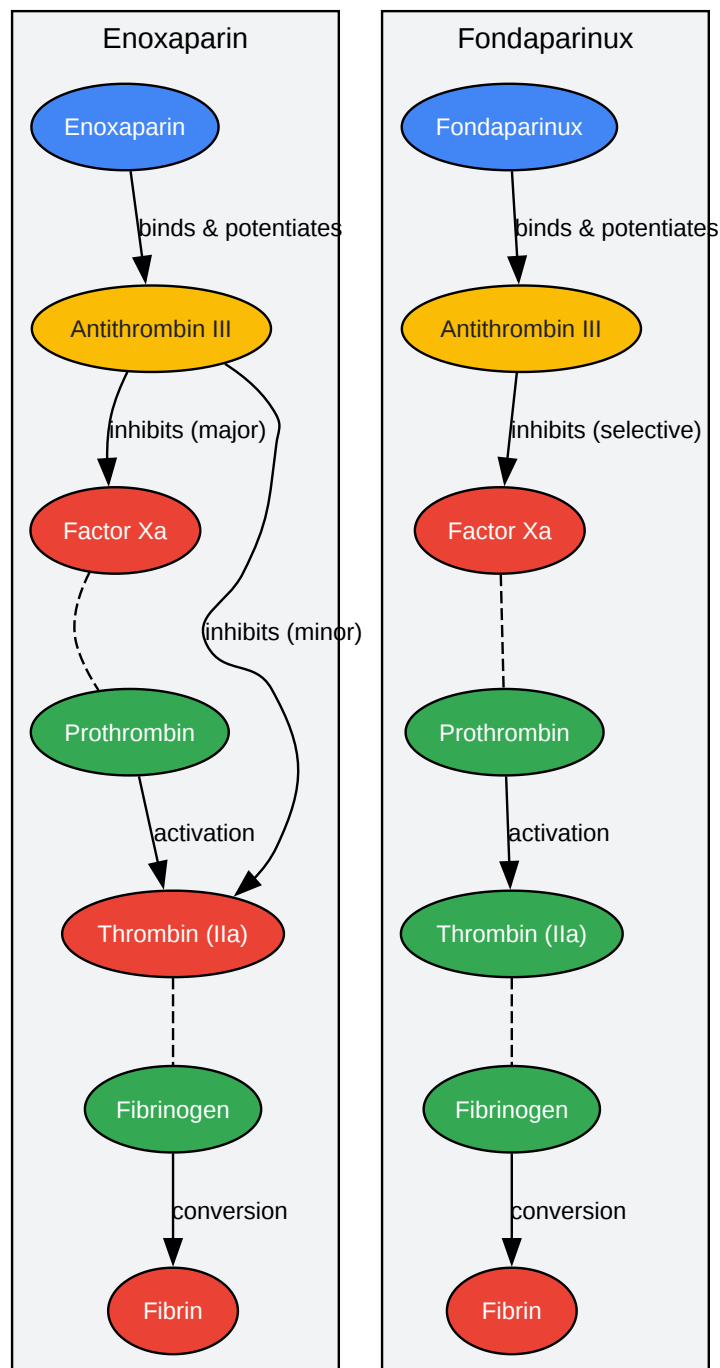 Enoxaparin
Enoxaparin
binds & potentiates
Antithrombin III
inhibits (major)
Factor Xa
inhibits (minor)
Prothrombin
activation
Thrombin (IIa)
Fibrinogen
conversion
Fibrin
Fondaparinux
Fondaparinux
binds & potentiates
Antithrombin III
inhibits (selective)
Factor Xa
Prothrombin
activation
Thrombin (IIa)
Fibrinogen
conversion
Fibrin